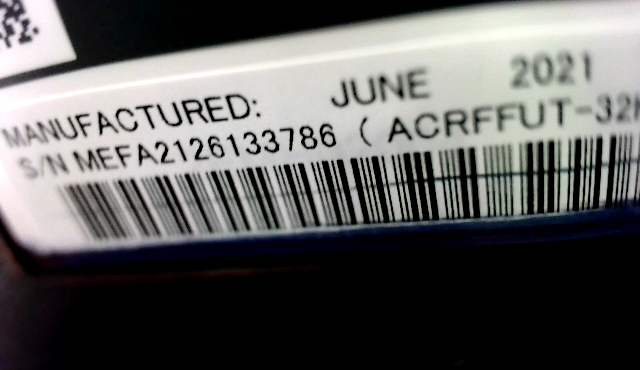 MANUFACTURED: JUNE 2021
S/N MEFA2126133786 ( ACRFFUT-32